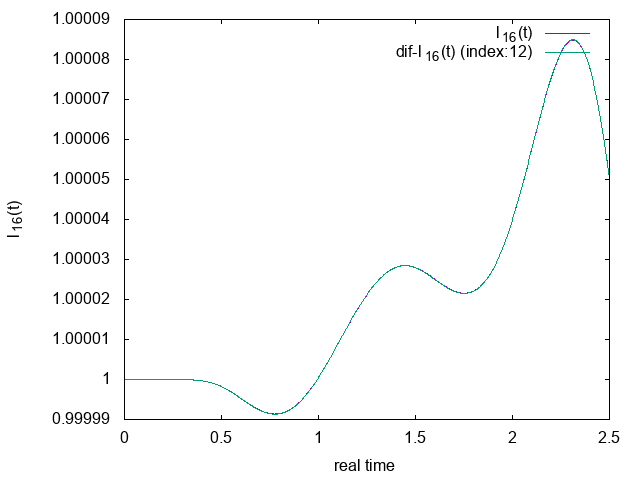 1.00009
1.00008
1.00007
1.00006
1.00005
1.00004
1.00003
1.00002
1.00001
1
0.99999
I16(t)
I16(t)
dif-I16(t) (index:12)
0 0.5 1 1.5 2 2.5
real time